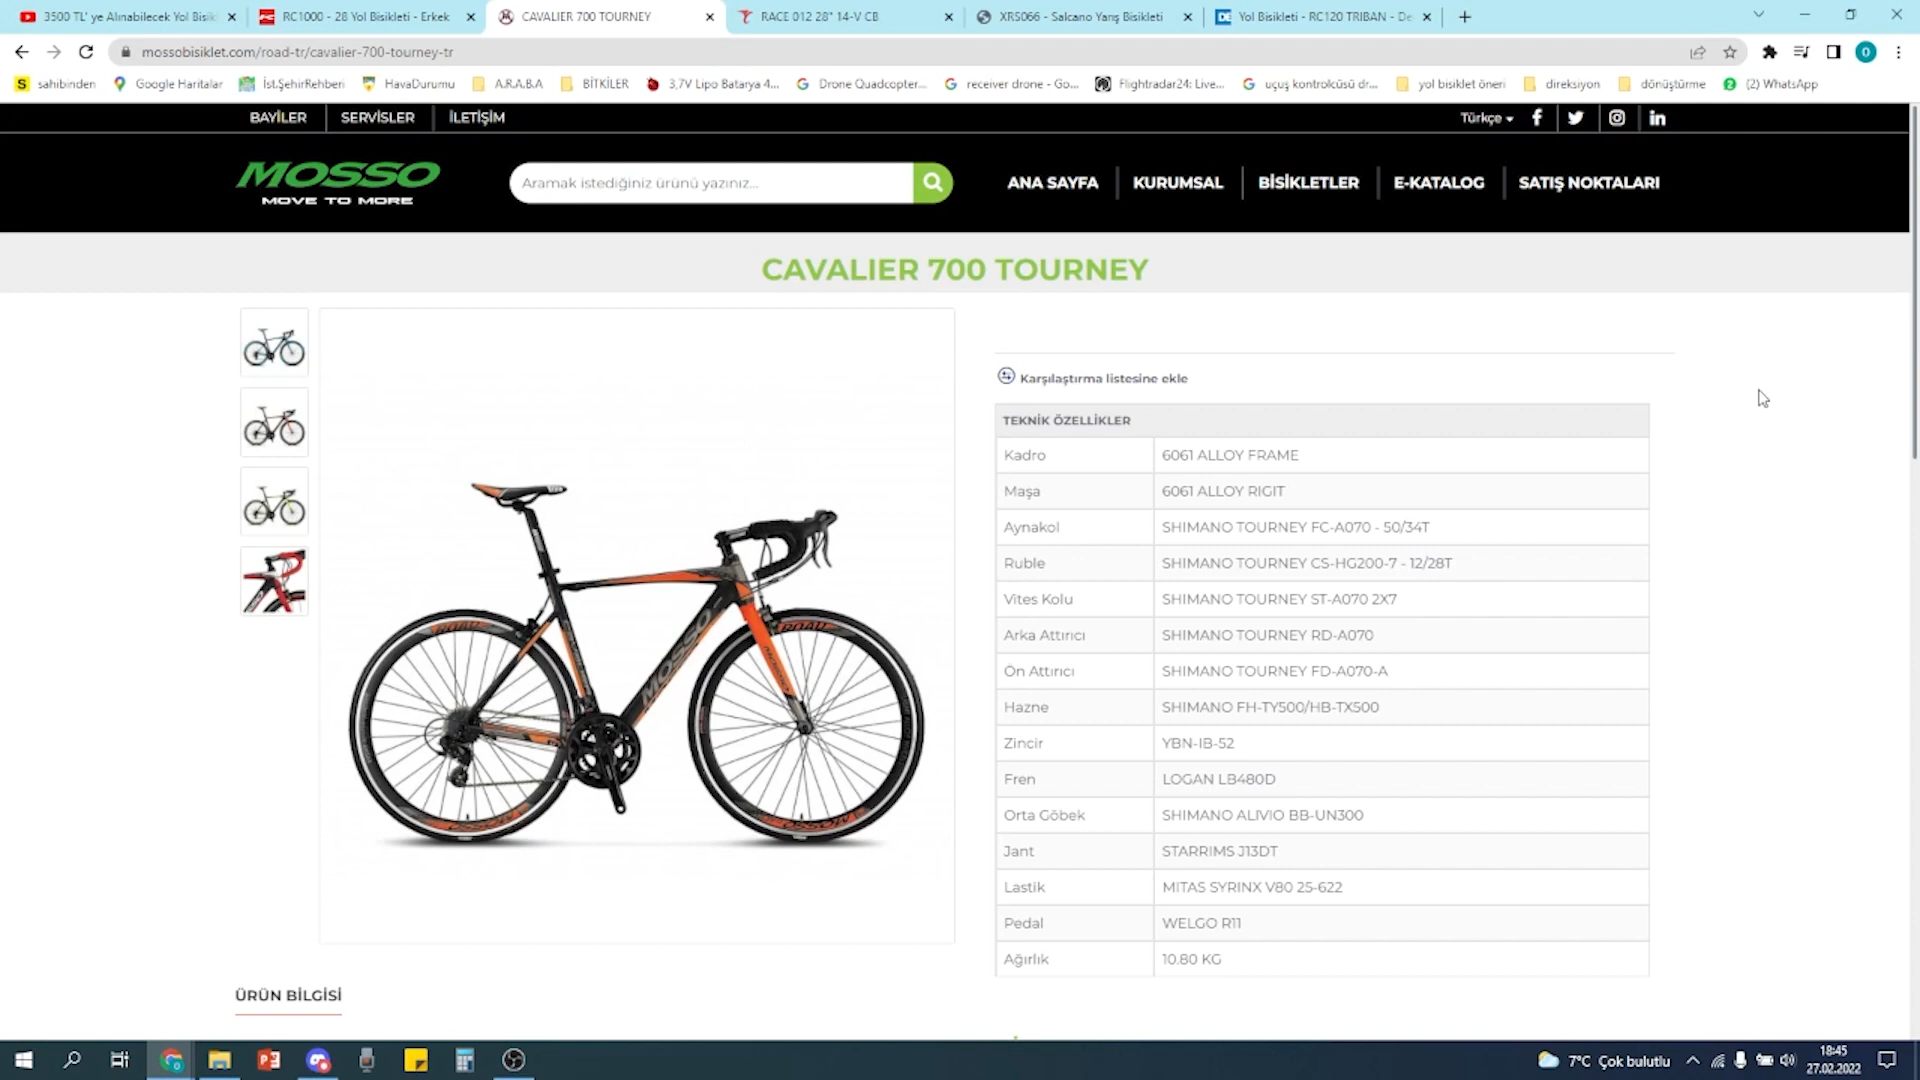 3500 TL' ye Alınabilecek Yol Bisik
RC1000 - 28 Yol Bisikleti - Erkek
CAVALIER 700 TOURNEY
RACE 012 28" 14-V CB
XRS066 - Salcano Yarış Bisikleti
Yol Bisikleti - RC120 TRIBAN - De
mossobisiklet.com/road-tr/cavalier-700-tourney-tr
sahibinden
Google Haritalar
İst.ŞehirRehberi
HavaDurumu
A.R.A.B.A
BİTKİLER
3,7V Lipo Batarya 4...
Drone Quadcopter...
receiver drone - Go...
Flightradar24: Live...
uçuş kontrolcüsü dr...
yol bisiklet öneri
direksiyon
dönüştürme
(2) WhatsApp
BAYİLER
SERVİSLER
İLETİŞİM
Türkçe
MOSSO
MOVE TO MORE
Aramak istediğiniz ürünü yazınız...
ANA SAYFA
KURUMSAL
BİSİKLETLER
E-KATALOG
SATIŞ NOKTALARI
CAVALIER 700 TOURNEY
Karşılaştırma listesine ekle
TEKNİK ÖZELLİKLER
Kadro 6061 ALLOY FRAME
Maşa 6061 ALLOY RIGIT
Aynakol SHIMANO TOURNEY FC-A070 - 50/34T
Ruble SHIMANO TOURNEY CS-HG200-7 - 12/28T
Vites Kolu SHIMANO TOURNEY ST-A070 2X7
Arka Attırıcı SHIMANO TOURNEY RD-A070
Ön Attırıcı SHIMANO TOURNEY FD-A070-A
Hazne SHIMANO FH-TY500/HB-TX500
Zincir YBN-IB-52
Fren LOGAN LB480D
Orta Göbek SHIMANO ALIVIO BB-UN300
Jant STARRIMS J13DT
Lastik MITAS SYRINX V80 25-622
Pedal WELGO R11
Ağırlık 10.80 KG
ROAD
ROAD
MOSSO
MOSSO
ÜRÜN BİLGİSİ
7°C Çok bulutlu
18:45
27.02.2022